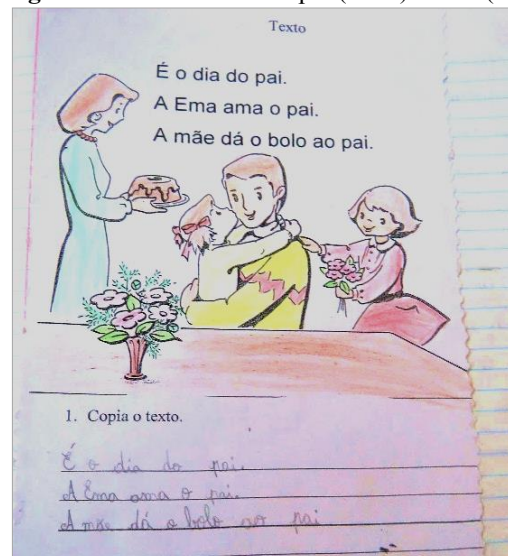 Texto
É o dia do pai.
A Ema ama o pai.
A mãe dá o bolo ao pai.
1. Copia o texto.
É o dia do pai.
A Ema ama o pai.
A mãe dá o bolo ao pai